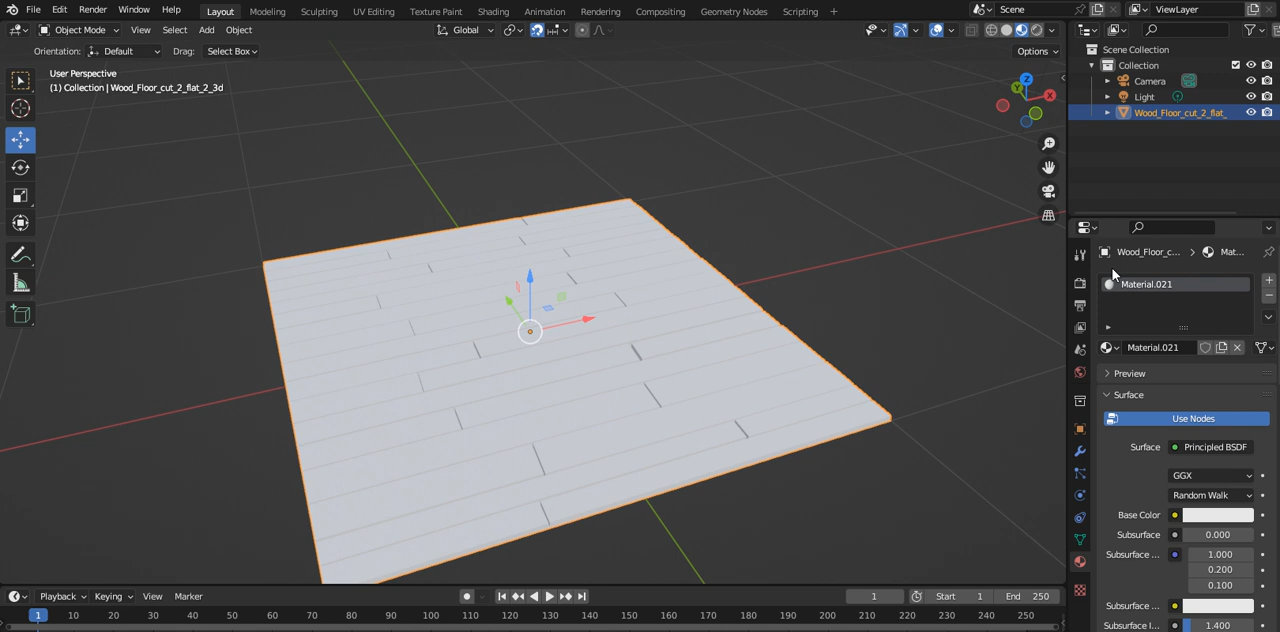 File Edit Render Window Help Layout Modeling Sculpting UV Editing Texture Paint Shading Animation Rendering Compositing Geometry Nodes Scripting + Scene ViewLayer
Object Mode View Select Add Object Global
Orientation: Default Drag: Select Box Options
User Perspective
(1) Collection | Wood_Floor_cut_2_flat_2_3d
Z
Y
X
Scene Collection
Collection
Camera
Light
Wood_Floor_cut_2_flat_
Wood_Floor_c... > Mat...
Material.021
Material.021
Preview
Surface
Use Nodes
Surface Principled BSDF
GGX
Random Walk
Base Color
Subsurface 0.000
Subsurface ... 1.000
0.200
0.100
Subsurface ...
Subsurface I... 1.400
Playback Keying View Marker 1 Start 1 End 250
1 10 20 30 40 50 60 70 80 90 100 110 120 130 140 150 160 170 180 190 200 210 220 230 240 250